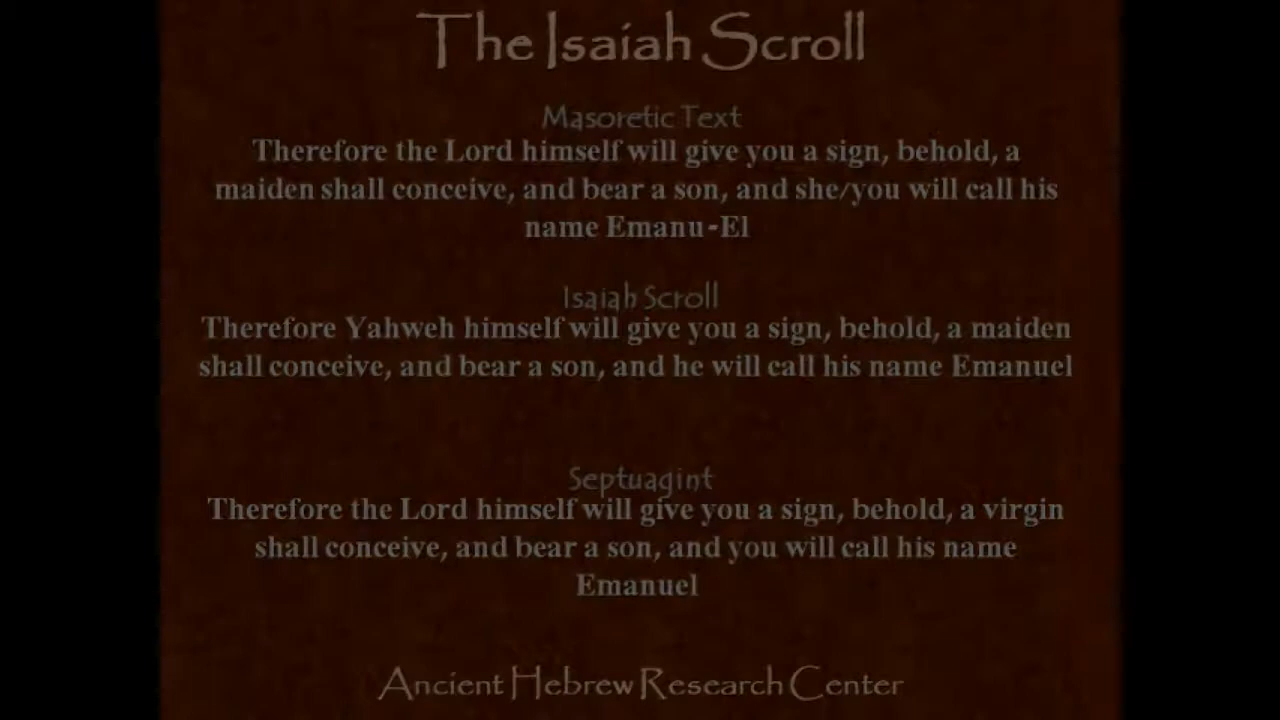 The Isaiah Scroll
Masoretic Text
Therefore the Lord himself will give you a sign, behold, a
maiden shall conceive, and bear a son, and she/you will call his
name Emanu-El
Isaiah Scroll
Therefore Yahweh himself will give you a sign, behold, a maiden
shall conceive, and bear a son, and he will call his name Emanuel
Septuagint
Therefore the Lord himself will give you a sign, behold, a virgin
shall conceive, and bear a son, and you will call his name
Emanuel
Ancient Hebrew Research Center